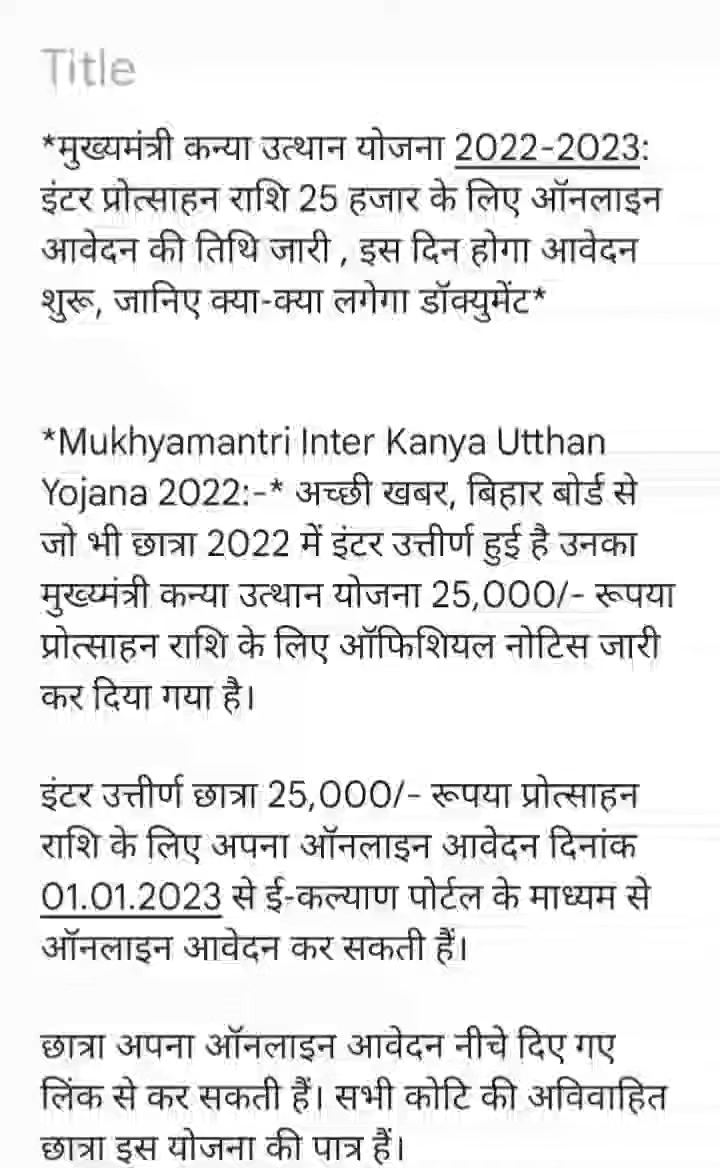 Title
*मुख्यमंत्री कन्या उत्थान योजना 2022-2023:
इंटर प्रोत्साहन राशि 25 हजार के लिए ऑनलाइन
आवेदन की तिथि जारी , इस दिन होगा आवेदन
शुरू, जानिए क्या-क्या लगेगा डॉक्युमेंट*
*Mukhyamantri Inter Kanya Utthan
Yojana 2022:-* अच्छी खबर, बिहार बोर्ड से
जो भी छात्रा 2022 में इंटर उत्तीर्ण हुई है उनका
मुख्य्मंत्री कन्या उत्थान योजना 25,000/- रूपया
प्रोत्साहन राशि के लिए ऑफिशियल नोटिस जारी
कर दिया गया है।
इंटर उत्तीर्ण छात्रा 25,000/- रूपया प्रोत्साहन
राशि के लिए अपना ऑनलाइन आवेदन दिनांक
01.01.2023 से ई-कल्याण पोर्टल के माध्यम से
ऑनलाइन आवेदन कर सकती हैं।
छात्रा अपना ऑनलाइन आवेदन नीचे दिए गए
लिंक से कर सकती हैं। सभी कोटि की अविवाहित
छात्रा इस योजना की पात्र हैं।